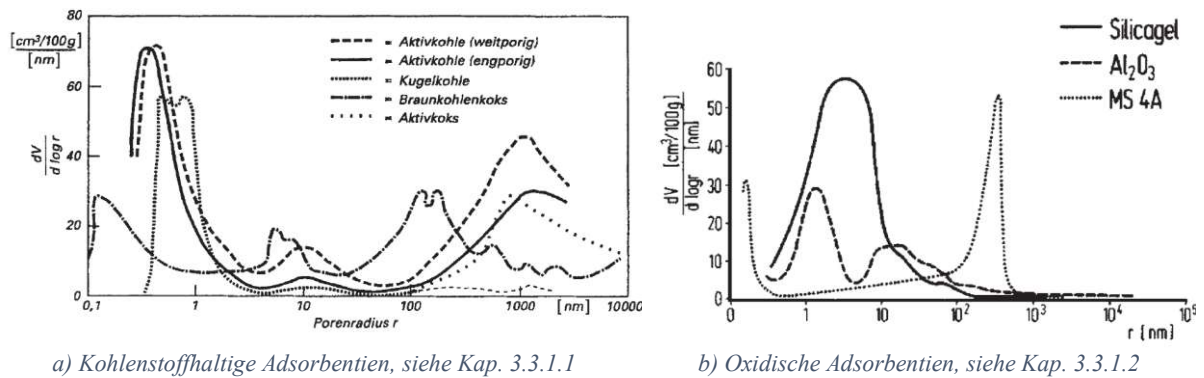 80
[cm³/100g]
[nm]
60
40
dV
d log r
20
0
= Aktivkohle (weitporig)
= Aktivkohle (engporig)
= Kugelkohle
= Braunkohlenkoks
= Aktivkoks
0,1 1 10 100 1000 [nm] 10000
Porenradius r
a) Kohlenstoffhaltige Adsorbentien, siehe Kap. 3.3.1.1
Silicagel
Al₂O₃
MS 4A
60
50
40
30
20
10
0
dV [cm³/100g]
d logr [nm]
0 1 10 10² 10³ 10⁴ 10⁵
r [nm]
b) Oxidische Adsorbentien, siehe Kap. 3.3.1.2